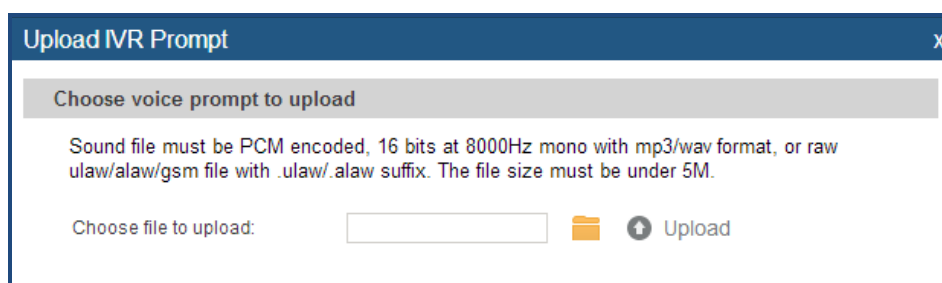 Upload IVR Prompt x
Choose voice prompt to upload
Sound file must be PCM encoded, 16 bits at 8000Hz mono with mp3/wav format, or raw
ulaw/alaw/gsm file with .ulaw/.alaw suffix. The file size must be under 5M.
Choose file to upload: Upload